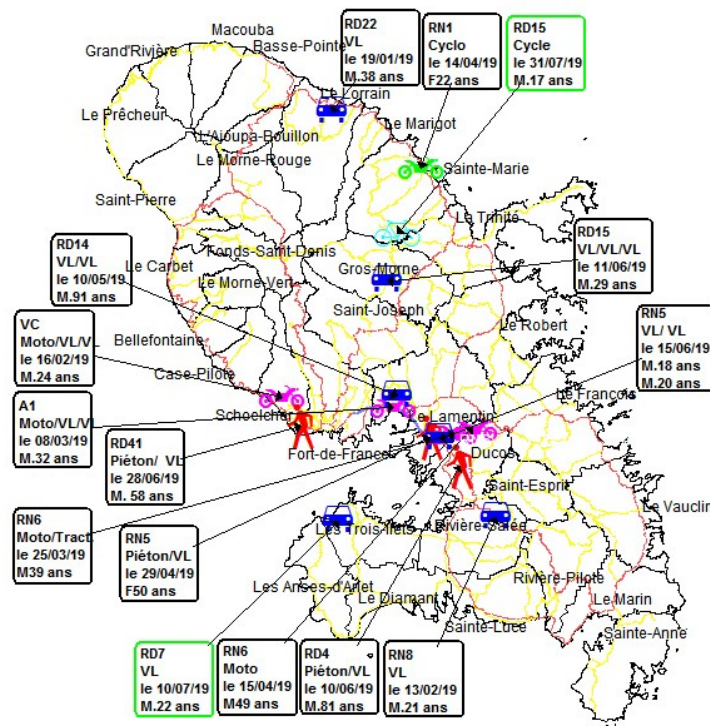 RD22
VL
le 19/01/19
M.38 ans
RN1
Cyclo
le 14/04/19
F22 ans
RD15
Cycle
le 31/07/19
M.17 ans
Macouba
Basse-Pointe
Grand'Rivière
Le Lorrain
Le Prêcheur
L'Ajoupa-Bouillon
Le Marigot
Le Morne-Rouge
Sainte-Marie
Saint-Pierre
La Trinité
RD14
VL/VL
le 10/05/19
M.91 ans
Fonds-Saint-Denis
RD15
VL/VL/VL
le 11/06/19
M.29 ans
Le Carbet
Gros-Morne
Le Morne-Vert
Saint-Joseph
Le Robert
RN5
VL/ VL
le 15/06/19
M.18 ans
M.20 ans
VC
Moto/VL/VL
le 16/02/19
M.24 ans
Bellefontaine
Case-Pilote
Le François
A1
Moto/VL/VL
le 08/03/19
M.32 ans
Schoelcher
Le Lamentin
RD41
Piéton/ VL
le 28/06/19
M. 58 ans
Fort-de-France
Ducos
Saint-Esprit
Le Vauclin
RN6
Moto/Tract.
le 25/03/19
M39 ans
RN5
Piéton/VL
le 29/04/19
F50 ans
Les Trois-Ilets
Rivière-Salée
Les Anses-d'Arlet
Le Diamant
Rivière-Pilote
Le Marin
Sainte-Luce
Sainte-Anne
RD7
VL
le 10/07/19
M.22 ans
RN6
Moto
le 15/04/19
M49 ans
RD4
Piéton/VL
le 10/06/19
M.81 ans
RN8
VL
le 13/02/19
M.21 ans